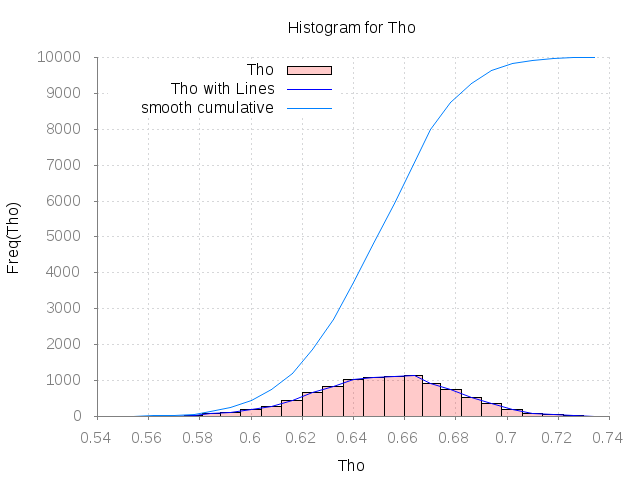 Histogram for Tho
10000
9000
8000
7000
6000
5000
4000
3000
2000
1000
0
Freq(Tho)
Tho
Tho with Lines
smooth cumulative
0.54 0.56 0.58 0.6 0.62 0.64 0.66 0.68 0.7 0.72 0.74
Tho